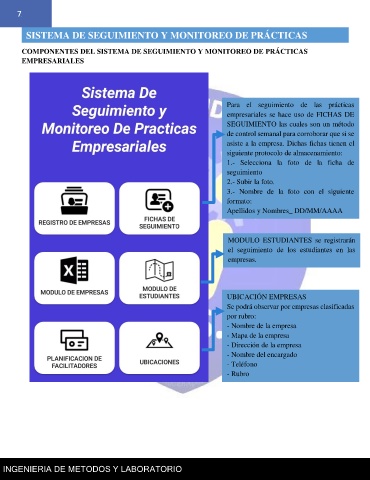 7
SISTEMA DE SEGUIMIENTO Y MONITOREO DE PRÁCTICAS
COMPONENTES DEL SISTEMA DE SEGUIMIENTO Y MONITOREO DE PRÁCTICAS
EMPRESARIALES
Sistema De
Seguimiento y
Monitoreo De Practicas
Empresariales
REGISTRO DE EMPRESAS
FICHAS DE
SEGUIMIENTO
MODULO DE EMPRESAS
MODULO DE
ESTUDIANTES
PLANIFICACION DE
FACILITADORES
UBICACIONES
Para el seguimiento de las prácticas
empresariales se hace uso de FICHAS DE
SEGUIMIENTO las cuales son un método
de control semanal para corroborar que si se
asiste a la empresa. Dichas fichas tienen el
siguiente protocolo de almacenamiento:
1.- Selecciona la foto de la ficha de
seguimiento
2.- Subir la foto.
3.- Nombre de la foto con el siguiente
formato:
Apellidos y Nombres_ DD/MM/AAAA
MODULO ESTUDIANTES se registrarán
el seguimiento de los estudiantes en las
empresas.
UBICACIÓN EMPRESAS
Se podrá observar por empresas clasificadas
por rubro:
- Nombre de la empresa
- Mapa de la empresa
- Dirección de la empresa
- Nombre del encargado
- Teléfono
- Rubro
INGENIERIA DE METODOS Y LABORATORIO